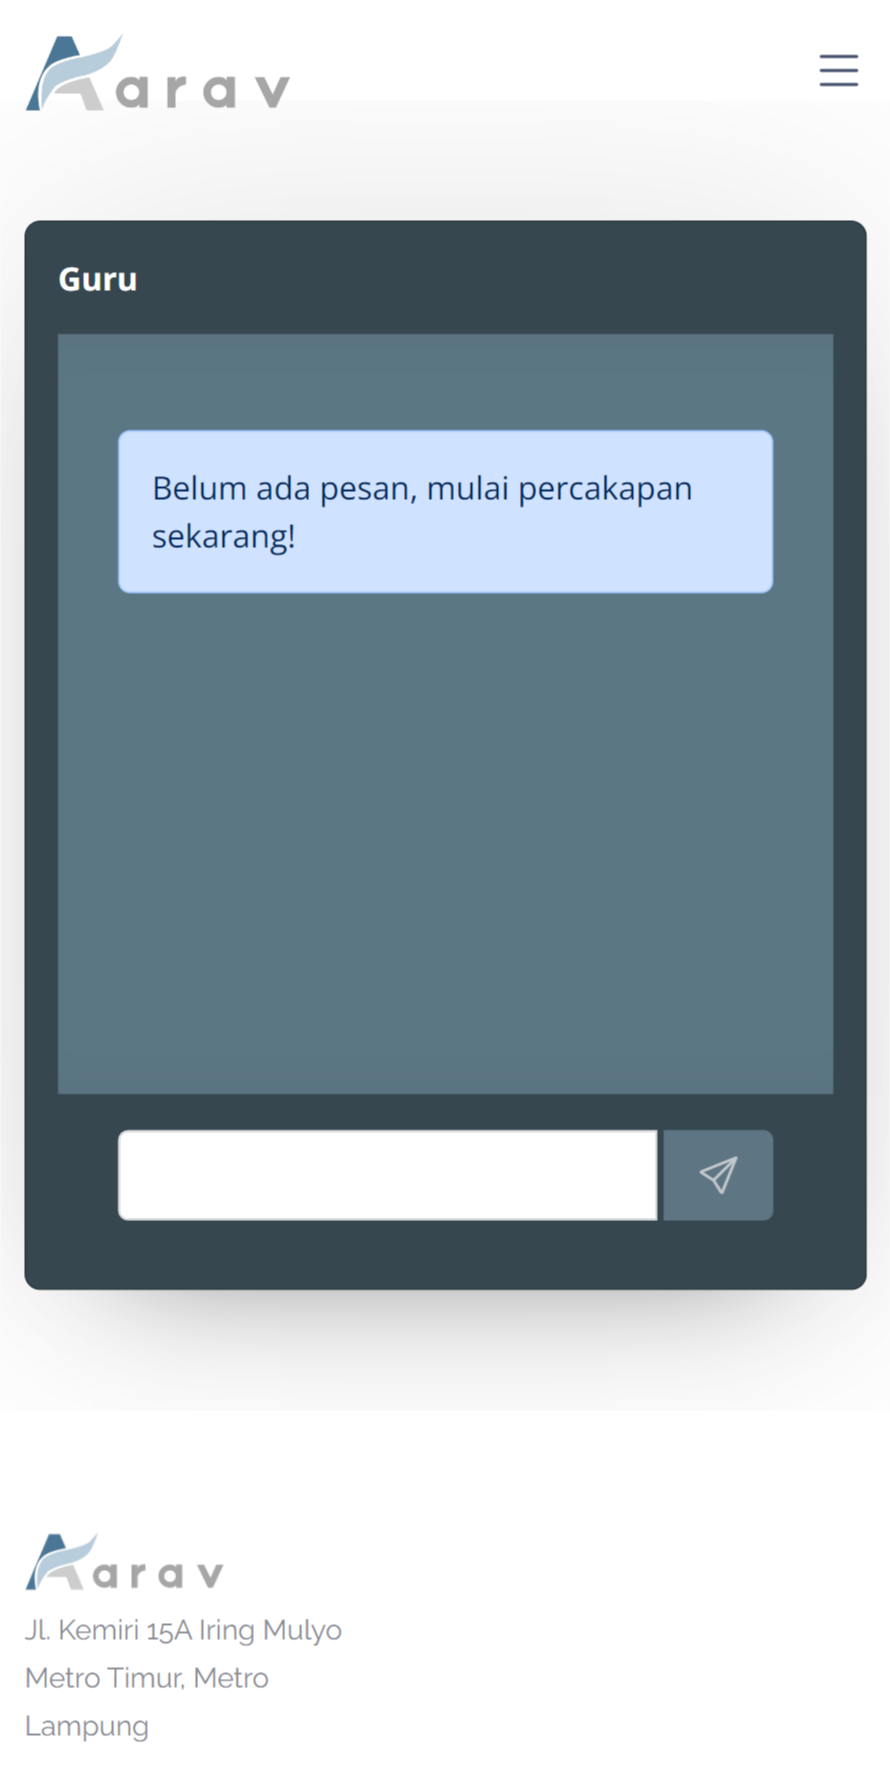 Aarav
Guru
Belum ada pesan, mulai percakapan
sekarang!
Aarav
Jl. Kemiri 15A Iring Mulyo
Metro Timur, Metro
Lampung